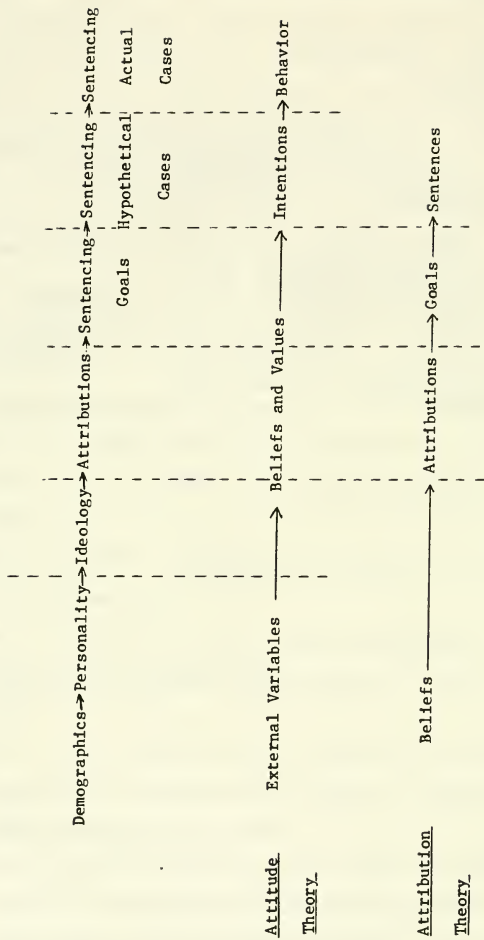 Demographics→Personality→Ideology→Attributions→Sentencing→Sentencing→Sentencing
Goals Hypothetical Actual
Cases Cases
Attitude External Variables → Beliefs and Values → Intentions → Behavior
Theory
Attribution Beliefs → Attributions → Goals → Sentences
Theory